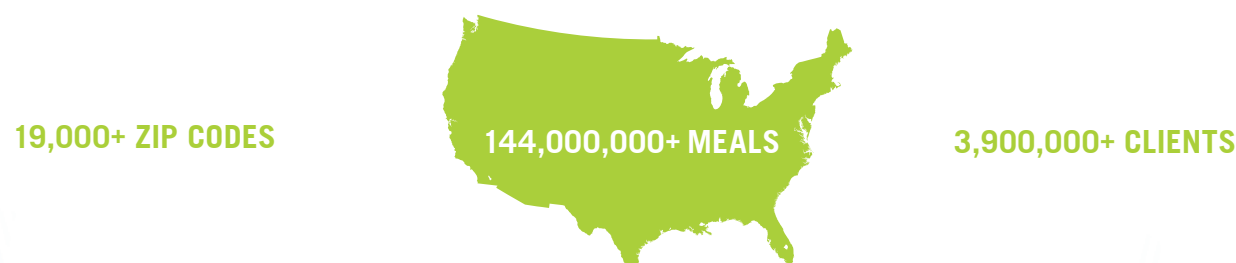 19,000+ ZIP CODES
144,000,000+ MEALS
3,900,000+ CLIENTS